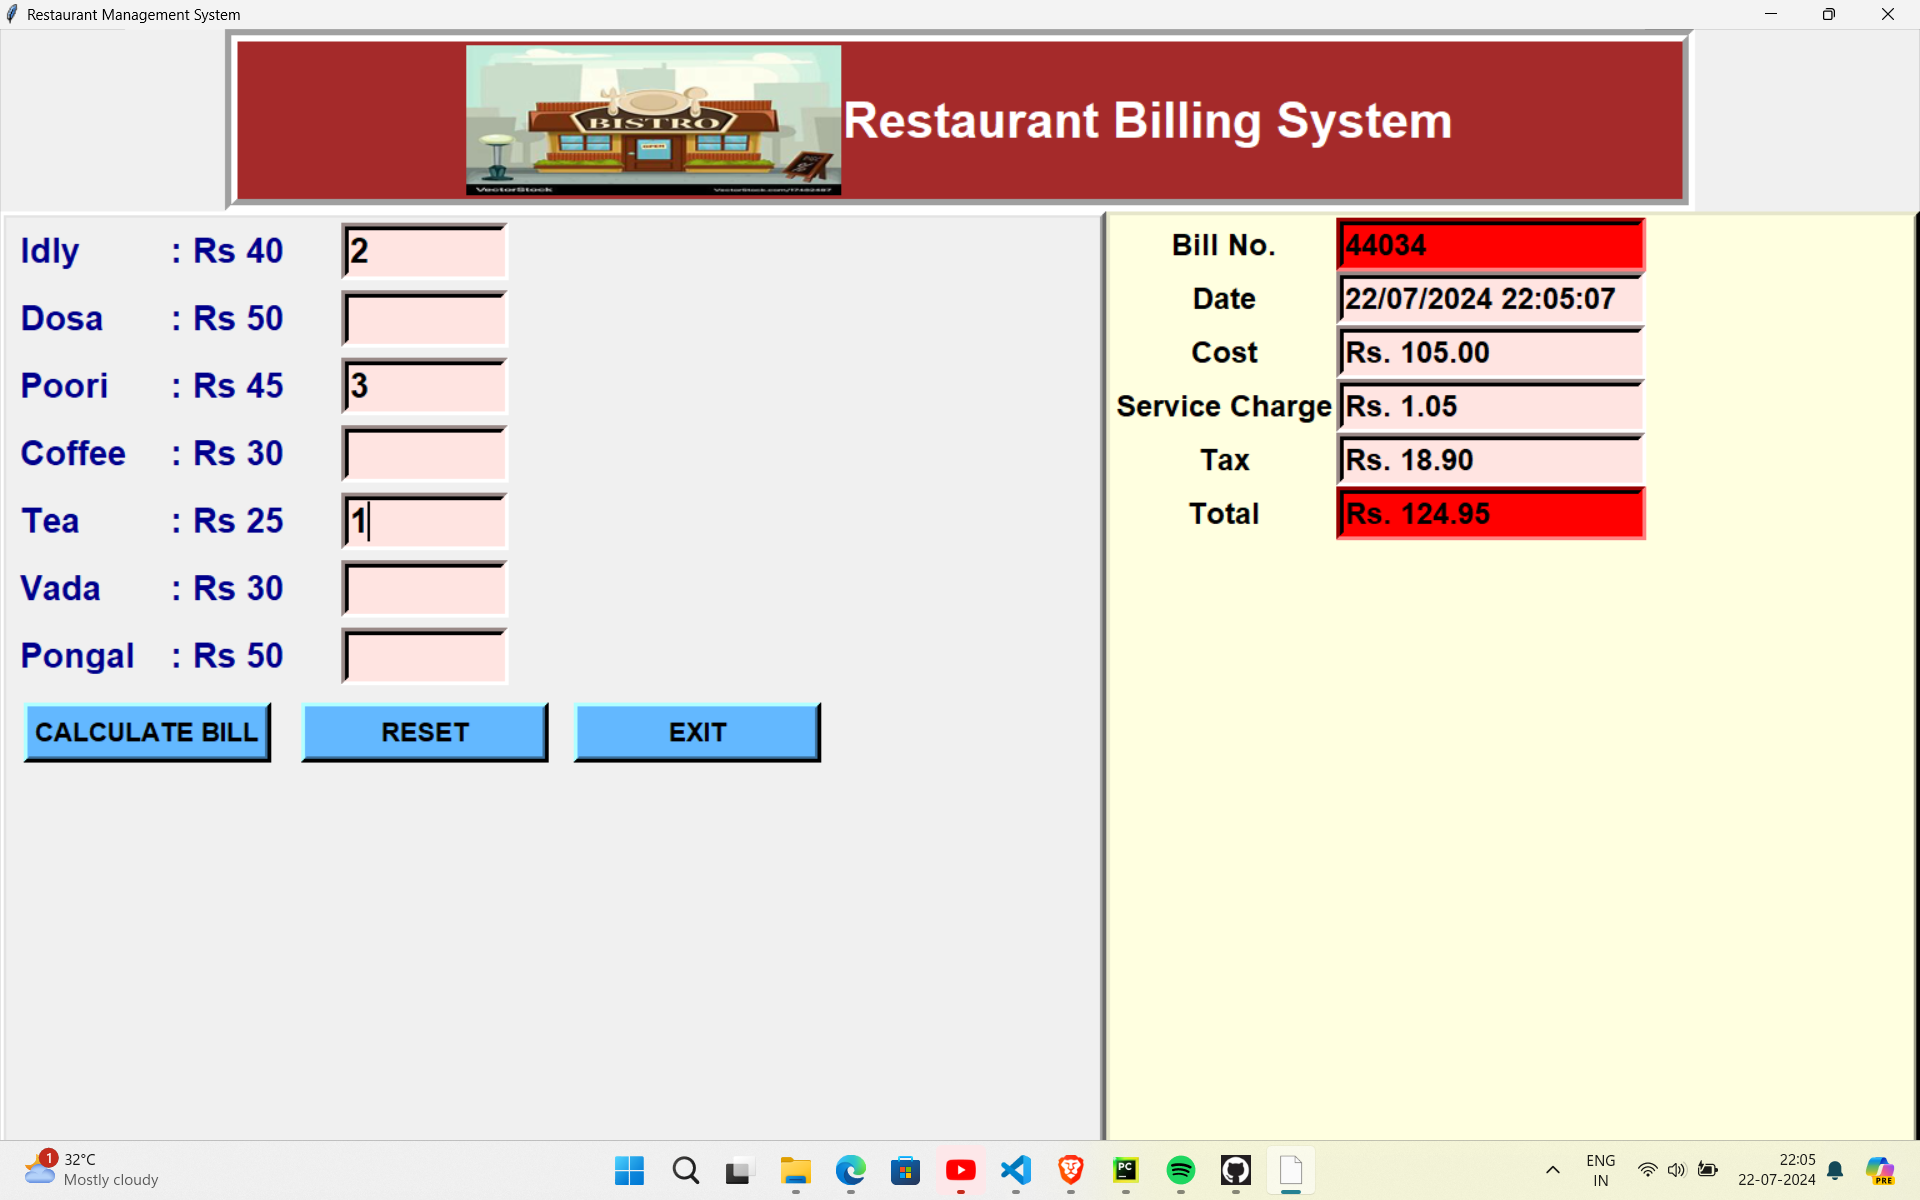 Restaurant Management System
BISTRO
OPEN
VectorStock
VectorStock.com/17482487
Restaurant Billing System
Idly : Rs 40 2
Dosa : Rs 50
Poori : Rs 45 3
Coffee : Rs 30
Tea : Rs 25 1
Vada : Rs 30
Pongal : Rs 50
CALCULATE BILL RESET EXIT
Bill No. 44034
Date 22/07/2024 22:05:07
Cost Rs. 105.00
Service Charge Rs. 1.05
Tax Rs. 18.90
Total Rs. 124.95
1
32°C
Mostly cloudy
PC
ENG
IN
22:05
22-07-2024
PRE